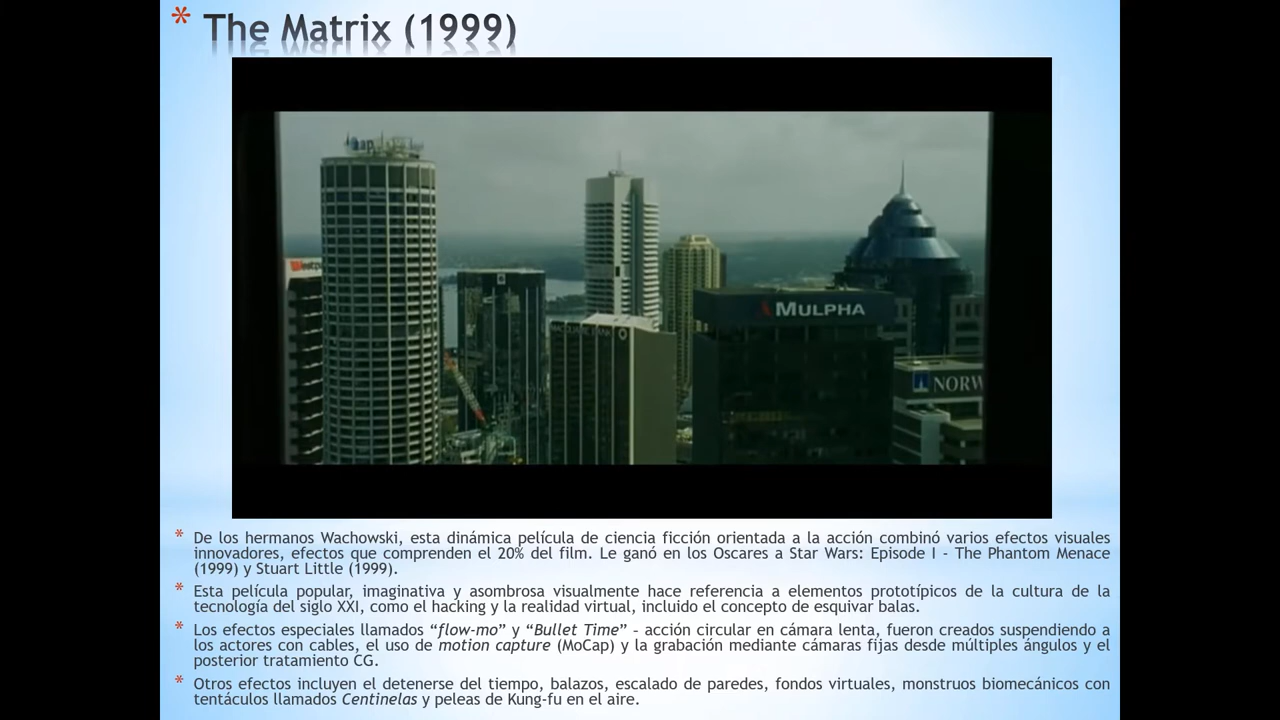 * The Matrix (1999)
MULPHA
NORW
* De los hermanos Wachowski, esta dinámica película de ciencia ficción orientada a la acción combinó varios efectos visuales
innovadores, efectos que comprenden el 20% del film. Le ganó en los Oscares a Star Wars: Episode I - The Phantom Menace
(1999) y Stuart Little (1999).
* Esta película popular, imaginativa y asombrosa visualmente hace referencia a elementos prototípicos de la cultura de la
tecnología del siglo XXI, como el hacking y la realidad virtual, incluido el concepto de esquivar balas.
* Los efectos especiales llamados “flow-mo” y “Bullet Time” – acción circular en cámara lenta, fueron creados suspendiendo a
los actores con cables, el uso de motion capture (MoCap) y la grabación mediante cámaras fijas desde múltiples ángulos y el
posterior tratamiento CG.
* Otros efectos incluyen el detenerse del tiempo, balazos, escalado de paredes, fondos virtuales, monstruos biomecánicos con
tentáculos llamados Centinelas y peleas de Kung-fu en el aire.